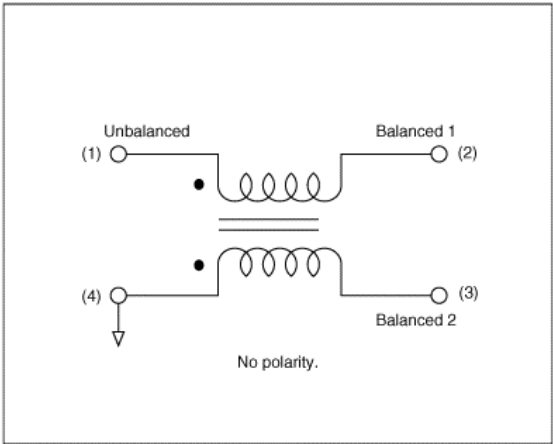 Unbalanced Balanced 1
(1) (2)
(4) (3)
Balanced 2
No polarity.